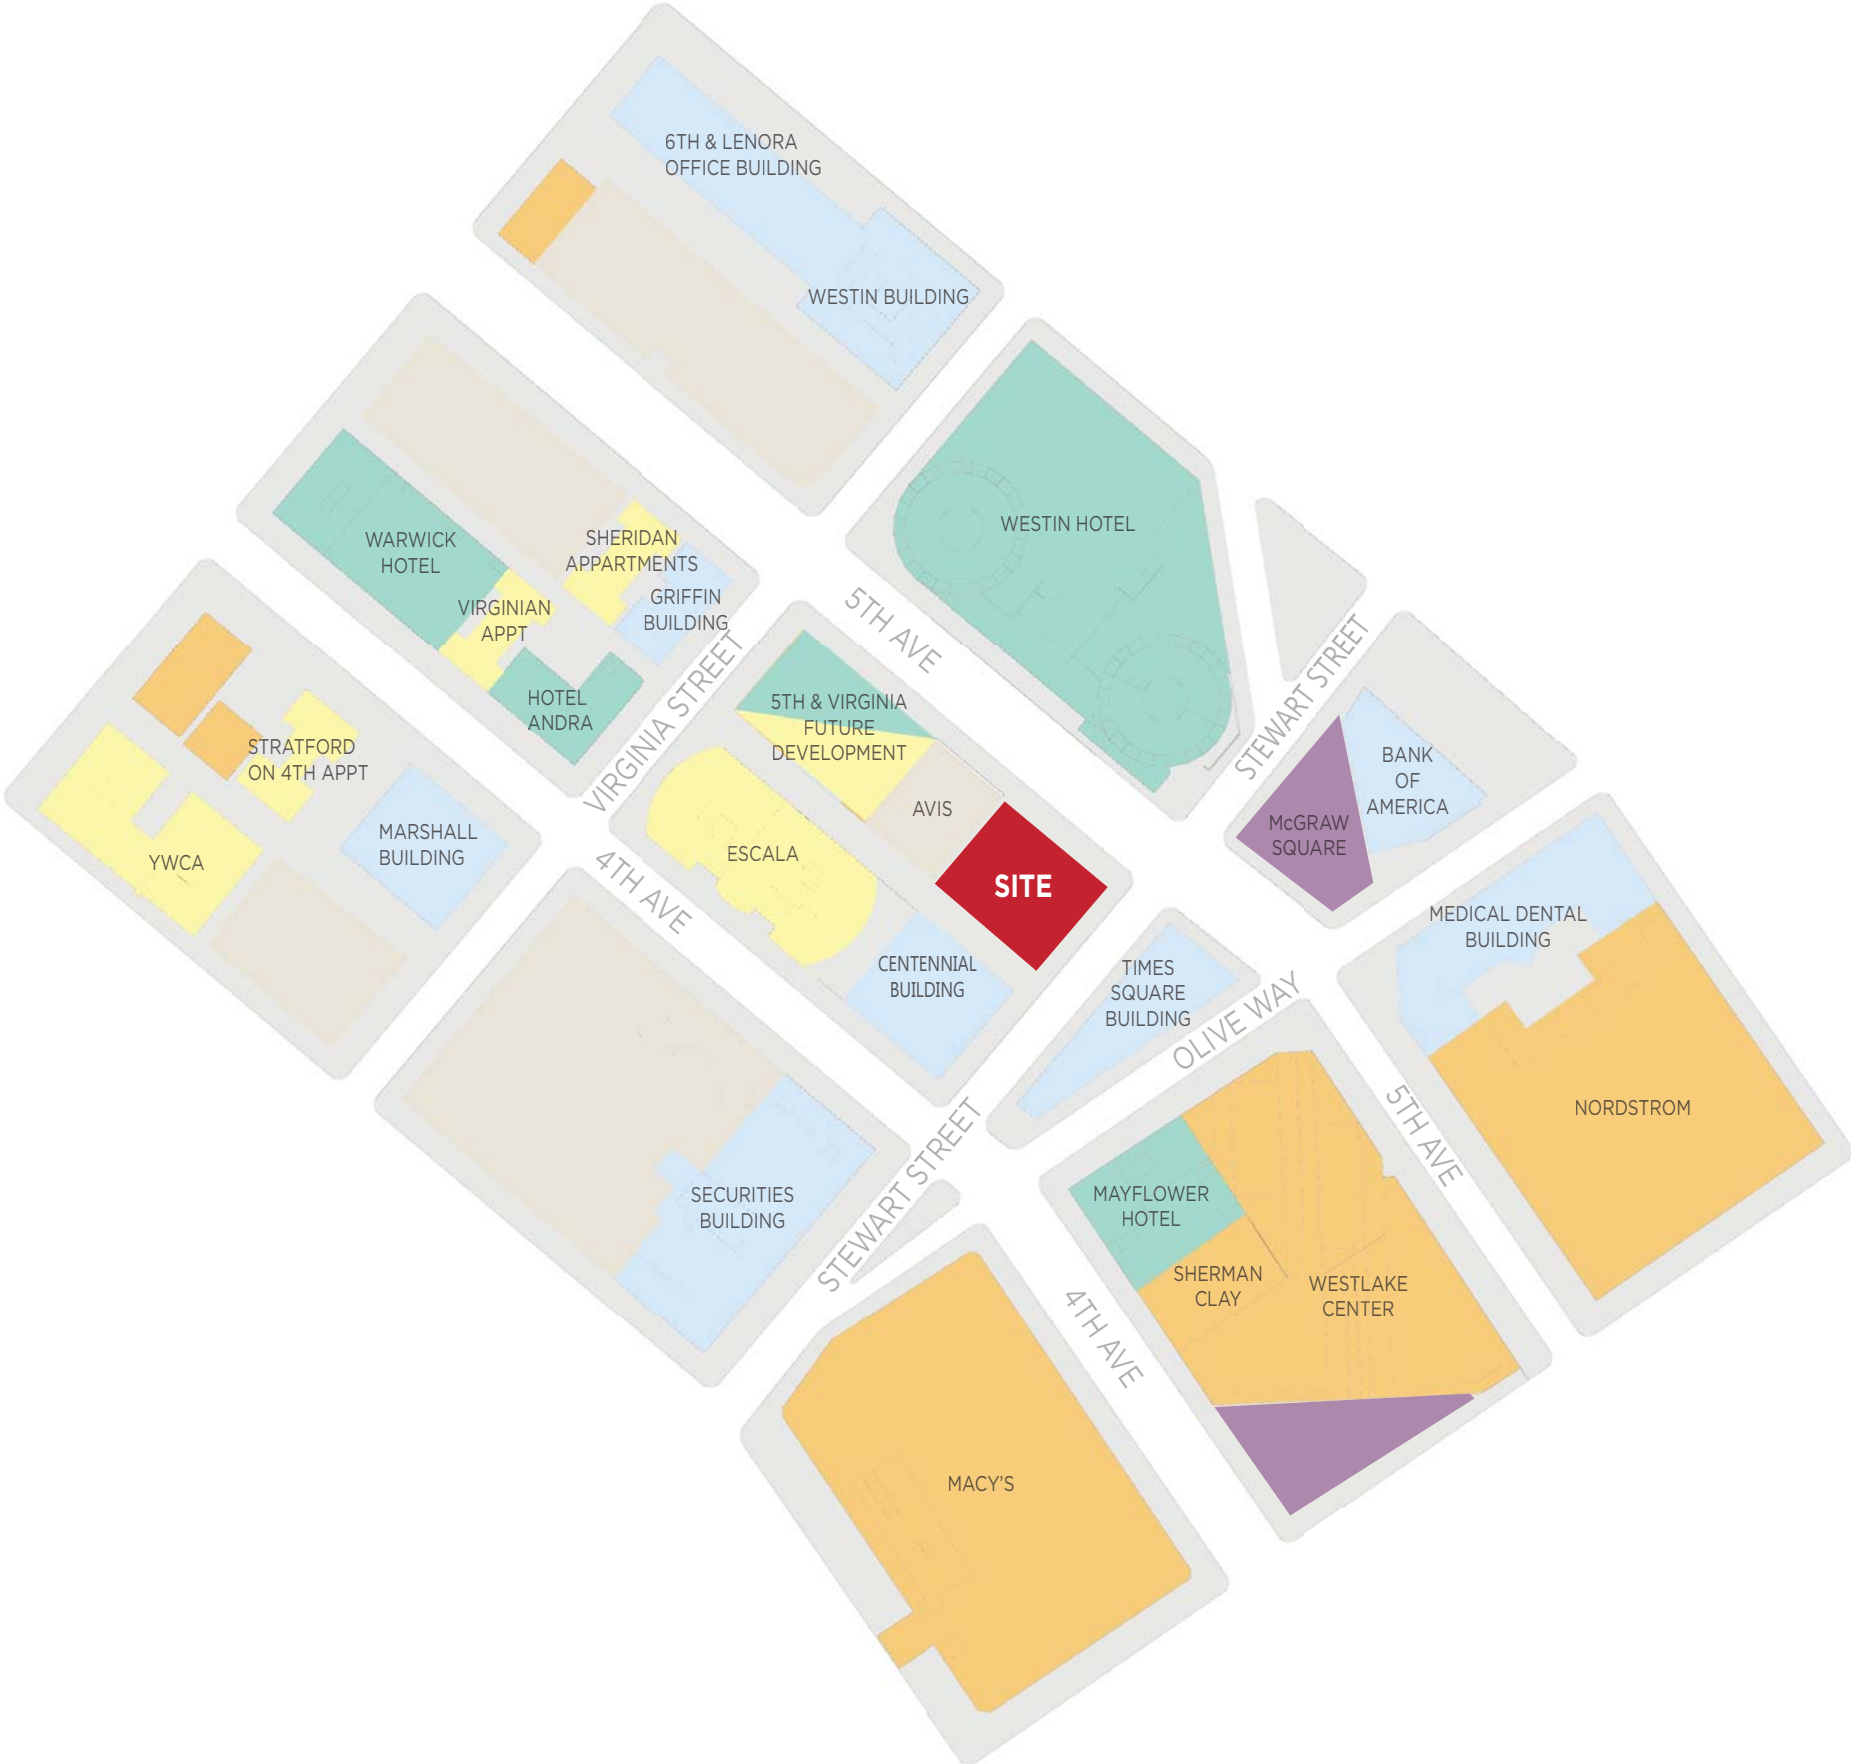 6TH & LENORA
OFFICE BUILDING
WESTIN BUILDING
WESTIN HOTEL
WARWICK
HOTEL
SHERIDAN
APPARTMENTS
VIRGINIAN
APPT
GRIFFIN
BUILDING
HOTEL
ANDRA
VIRGINIA STREET
5TH AVE
STEWART STREET
5TH & VIRGINIA
FUTURE
DEVELOPMENT
AVIS
ESCALA
SITE
CENTENNIAL
BUILDING
STRATFORD
ON 4TH APPT
MARSHALL
BUILDING
YWCA
4TH AVE
BANK
OF
AMERICA
McGRAW
SQUARE
MEDICAL DENTAL
BUILDING
TIMES
SQUARE
BUILDING
OLIVE WAY
NORDSTROM
5TH AVE
STEWART STREET
SECURITIES
BUILDING
MAYFLOWER
HOTEL
SHERMAN
CLAY
WESTLAKE
CENTER
4TH AVE
MACY'S